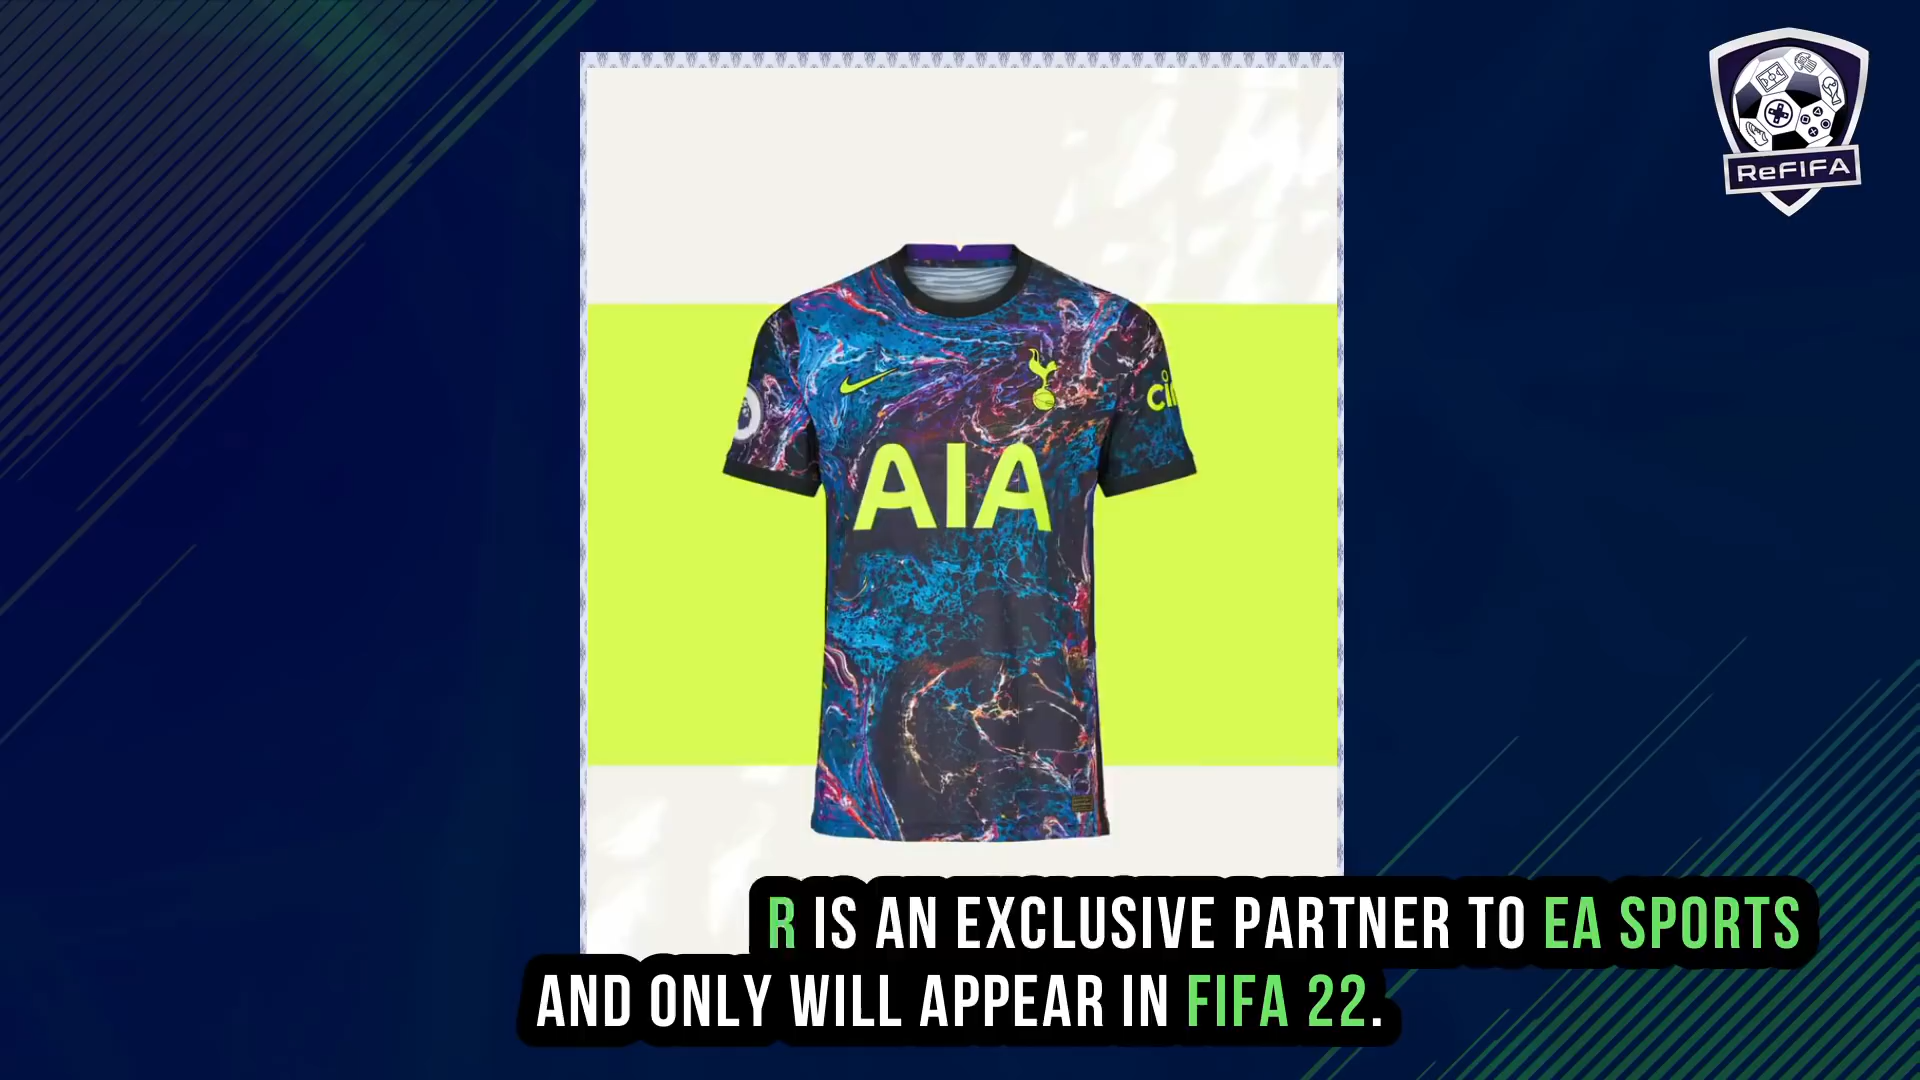 ReFIFA
AIA
R IS AN EXCLUSIVE PARTNER TO EA SPORTS
AND ONLY WILL APPEAR IN FIFA 22.